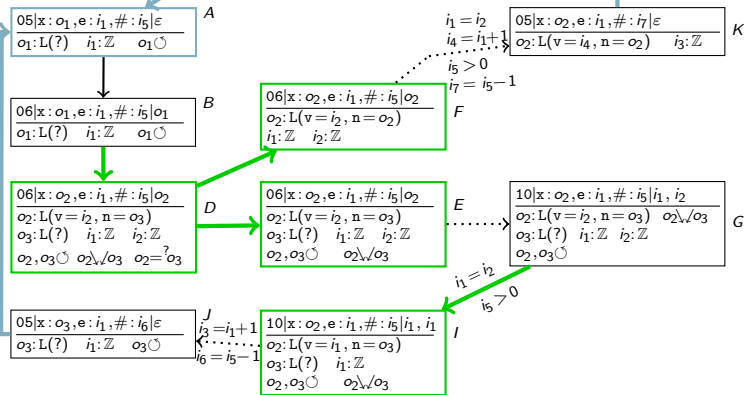 A
05|x:o₁,e:i₁,#:i₅|ε
o₁:L(?) i₁:ℤ o₁↺
B
06|x:o₁,e:i₁,#:i₅|o₁
o₁:L(?) i₁:ℤ o₁↺
D
06|x:o₂,e:i₁,#:i₅|o₂
o₂:L(v=i₂,n=o₃)
o₃:L(?) i₁:ℤ i₂:ℤ
o₂,o₃↺ o₂↘↙o₃ o₂=?o₃
F
06|x:o₂,e:i₁,#:i₅|o₂
o₂:L(v=i₂,n=o₂)
i₁:ℤ i₂:ℤ
i₁=i₂
i₄=i₁+1
i₅>0
i₇=i₅−1
K
05|x:o₂,e:i₁,#:i₇|ε
o₂:L(v=i₄,n=o₂) i₃:ℤ
E
06|x:o₂,e:i₁,#:i₅|o₂
o₂:L(v=i₂,n=o₃)
o₃:L(?) i₁:ℤ i₂:ℤ
o₂,o₃↺ o₂↘↙o₃
G
10|x:o₂,e:i₁,#:i₅|i₁,i₂
o₂:L(v=i₂,n=o₃) o₂↘↙o₃
o₃:L(?) i₁:ℤ i₂:ℤ
o₂,o₃↺
i₁=i₂
i₅>0
I
10|x:o₂,e:i₁,#:i₅|i₁,i₁
o₂:L(v=i₁,n=o₃)
o₃:L(?) i₁:ℤ
o₂,o₃↺ o₂↘↙o₃
i₃=i₁+1
i₆=i₅−1
J
05|x:o₃,e:i₁,#:i₆|ε
o₃:L(?) i₁:ℤ o₃↺